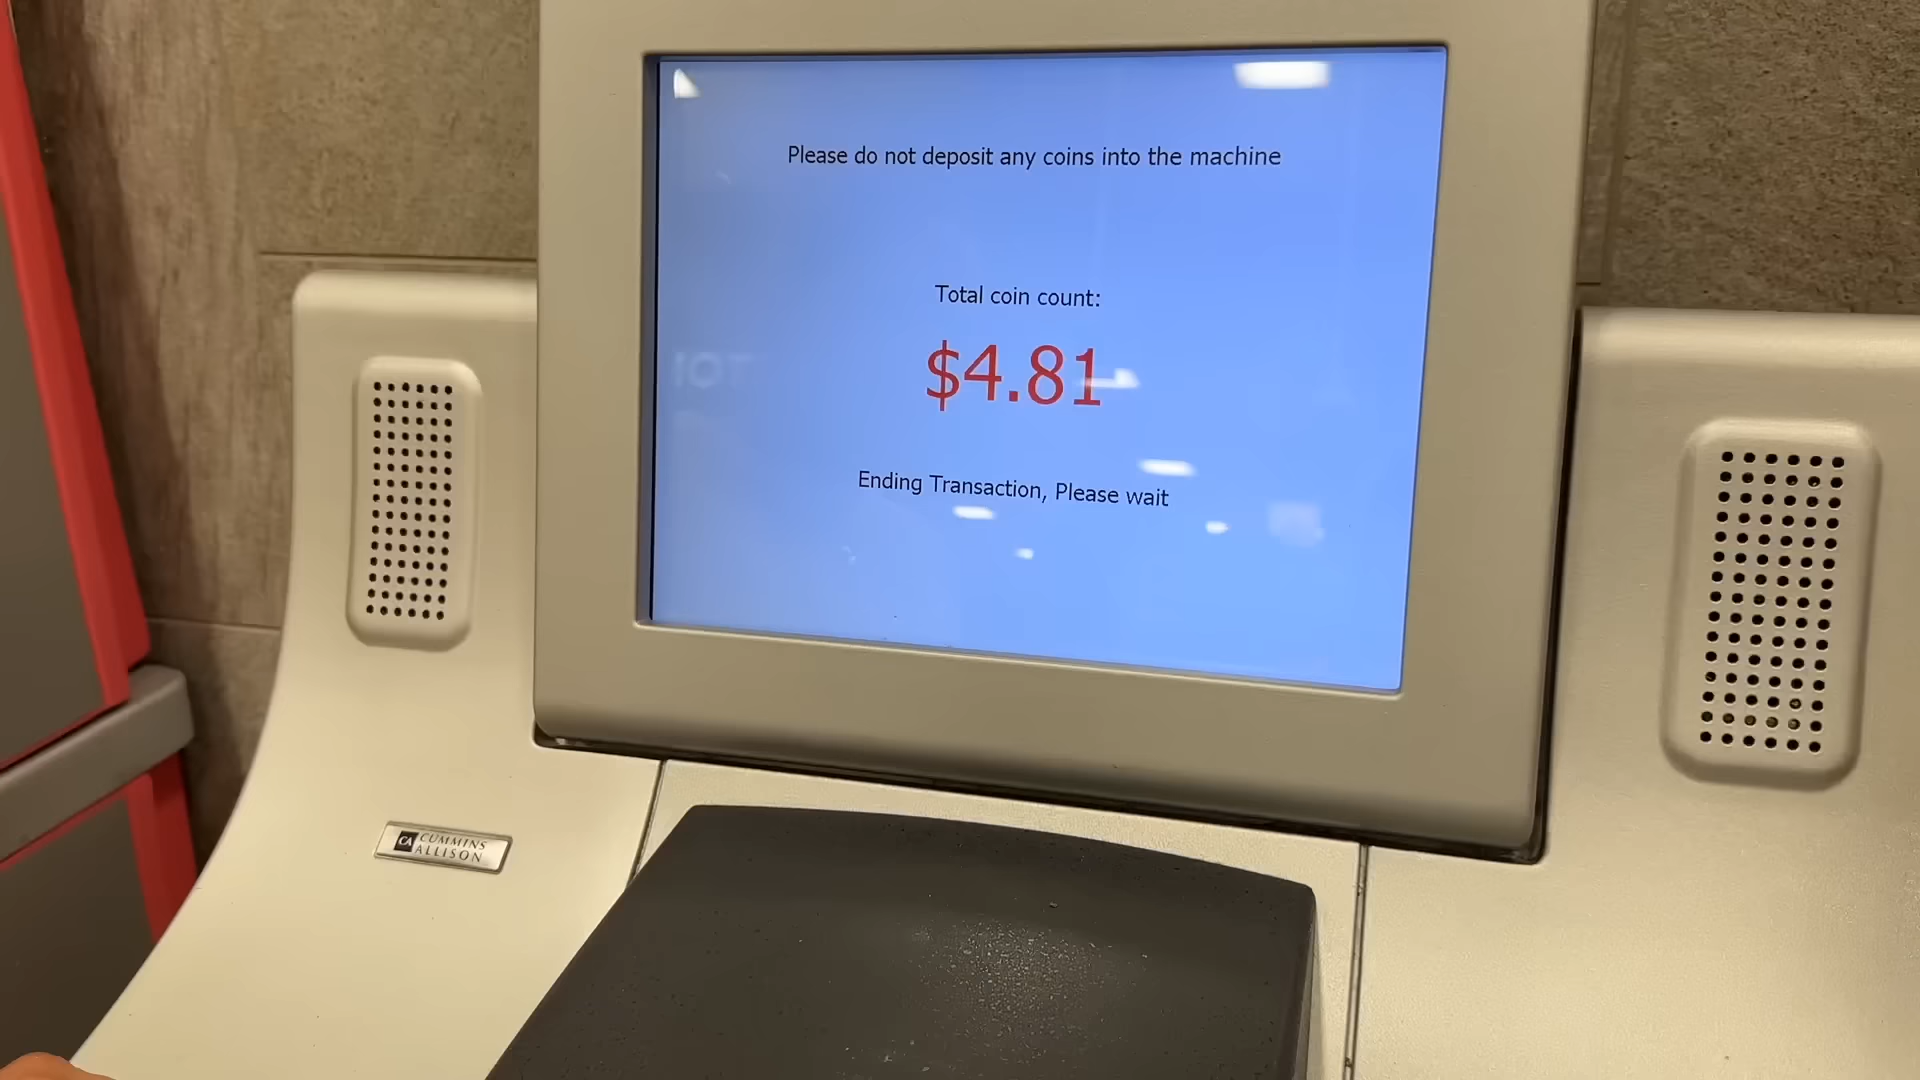 Please do not deposit any coins into the machine
Total coin count:
$4.81
Ending Transaction, Please wait
CA CUMMINS
ALLISON